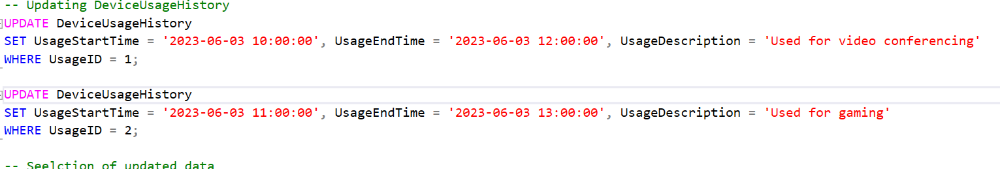 -- Updating DeviceUsageHistory
UPDATE DeviceUsageHistory
SET UsageStartTime = '2023-06-03 10:00:00', UsageEndTime = '2023-06-03 12:00:00', UsageDescription = 'Used for video conferencing'
WHERE UsageID = 1;
UPDATE DeviceUsageHistory
SET UsageStartTime = '2023-06-03 11:00:00', UsageEndTime = '2023-06-03 13:00:00', UsageDescription = 'Used for gaming'
WHERE UsageID = 2;
-- Seelction of updated data